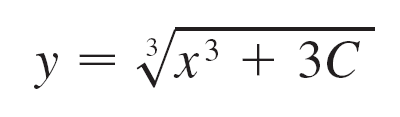 y = ∛(x³ + 3C)